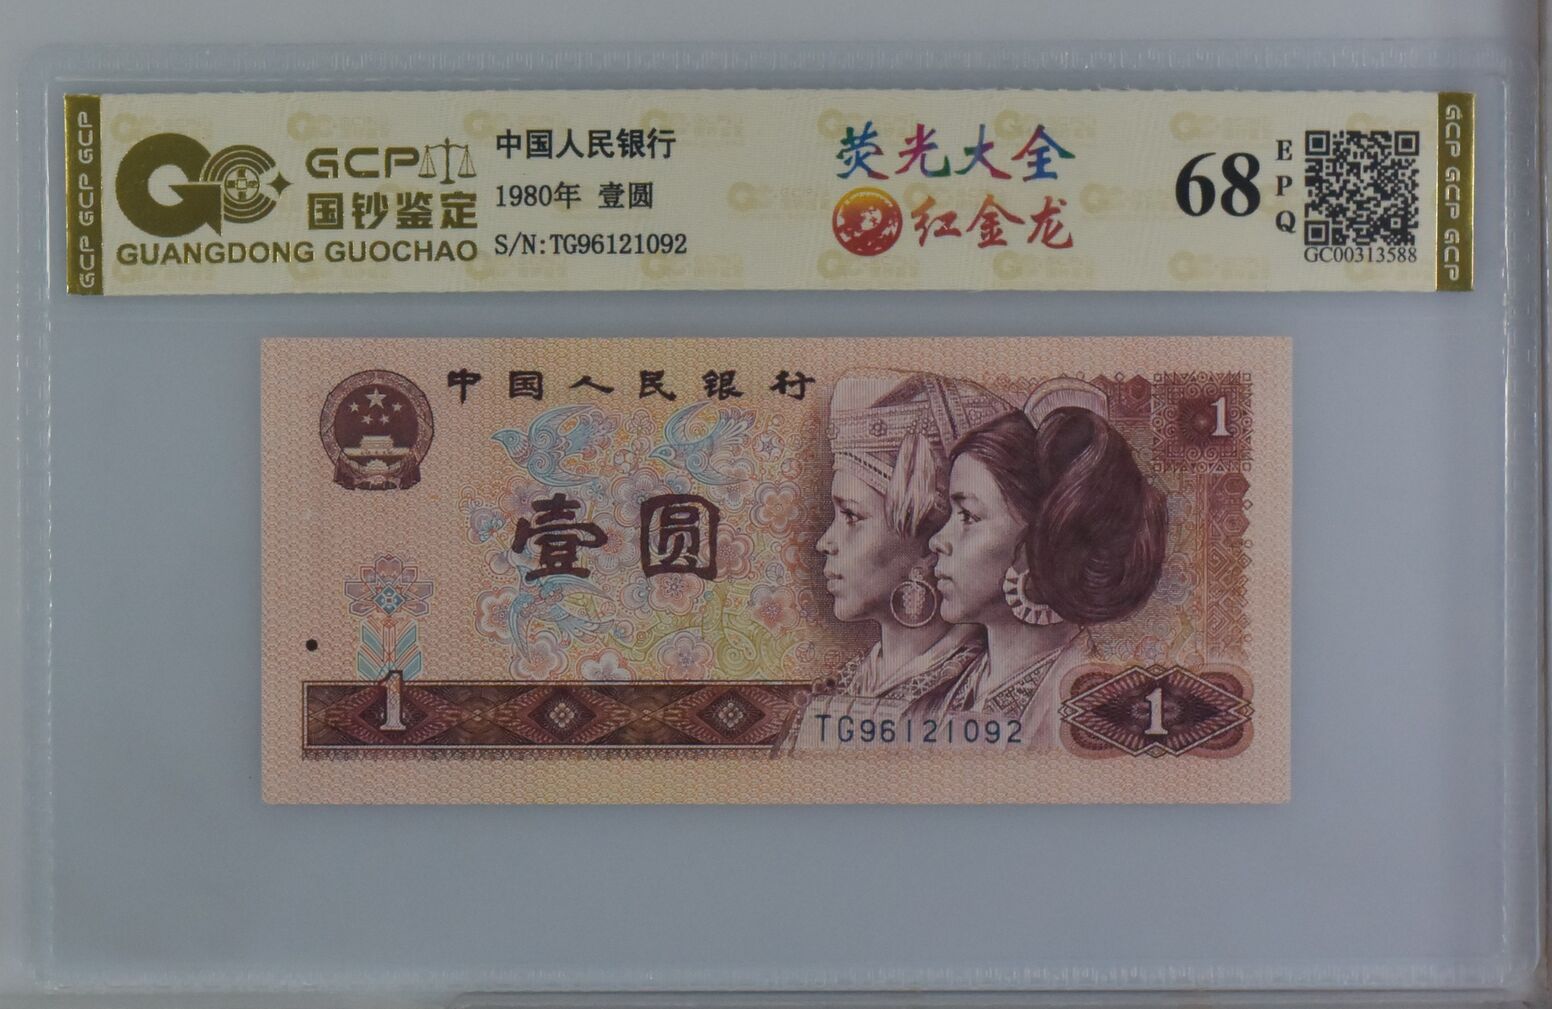 GCP GCP GCP
GCP
国钞鉴定
GUANGDONG GUOCHAO
中国人民银行
1980年 壹圆
S/N:TG96121092
荧光大全
红金龙
68
EPQ
GC00313588
GCP GCP GCP
中国人民银行
1
壹圆
1
1
TG96121092